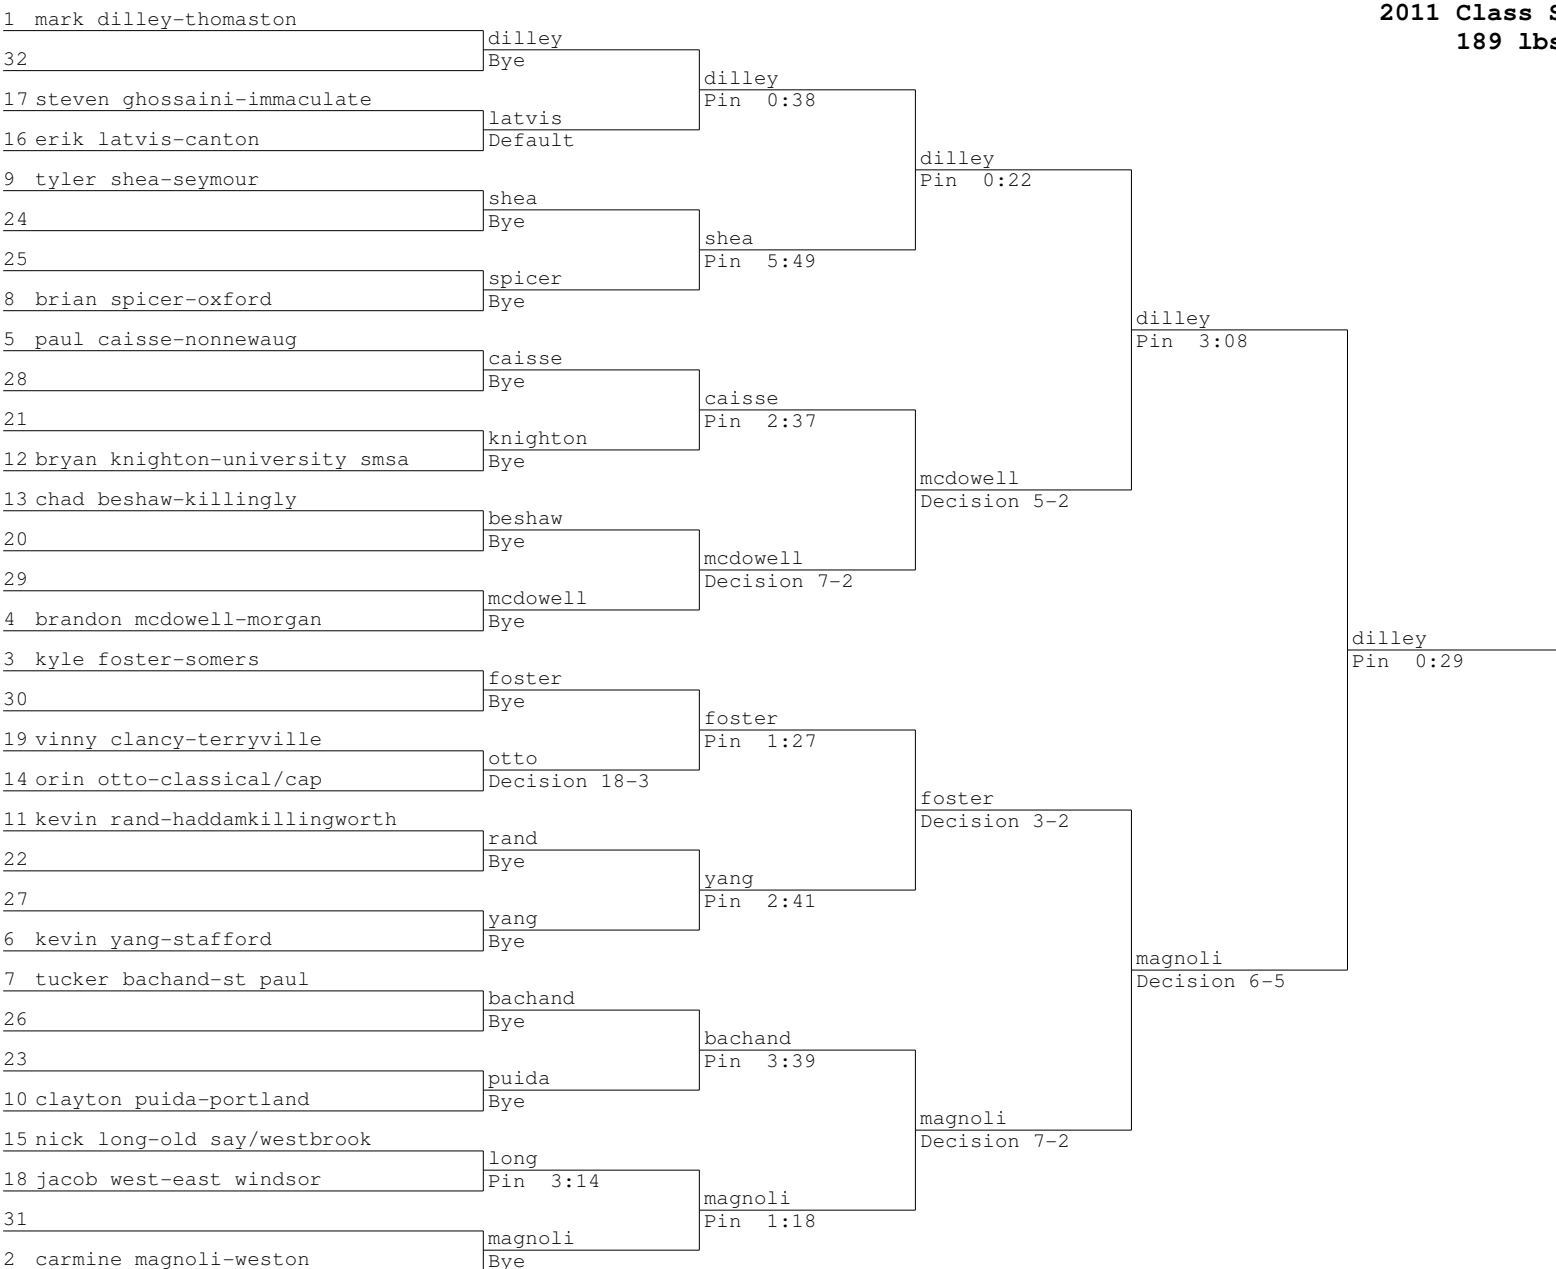 2011 Class S
189 lbs
1 mark dilley-thomaston
32
17 steven ghossaini-immaculate
16 erik latvis-canton
9 tyler shea-seymour
24
25
8 brian spicer-oxford
5 paul caisse-nonnewaug
28
21
12 bryan knighton-university smsa
13 chad beshaw-killingly
20
29
4 brandon mcdowell-morgan
3 kyle foster-somers
30
19 vinny clancy-terryville
14 orin otto-classical/cap
11 kevin rand-haddamkillingworth
22
27
6 kevin yang-stafford
7 tucker bachand-st paul
26
23
10 clayton puida-portland
15 nick long-old say/westbrook
18 jacob west-east windsor
31
2 carmine magnoli-weston
dilley
Bye
latvis
Default
shea
Bye
spicer
Bye
caisse
Bye
knighton
Bye
beshaw
Bye
mcdowell
Bye
foster
Bye
otto
Decision 18-3
rand
Bye
yang
Bye
bachand
Bye
puida
Bye
long
Pin 3:14
magnoli
Bye
dilley
Pin 0:38
shea
Pin 5:49
caisse
Pin 2:37
mcdowell
Decision 7-2
foster
Pin 1:27
yang
Pin 2:41
bachand
Pin 3:39
magnoli
Pin 1:18
dilley
Pin 0:22
mcdowell
Decision 5-2
foster
Decision 3-2
magnoli
Decision 7-2
dilley
Pin 3:08
magnoli
Decision 6-5
dilley
Pin 0:29